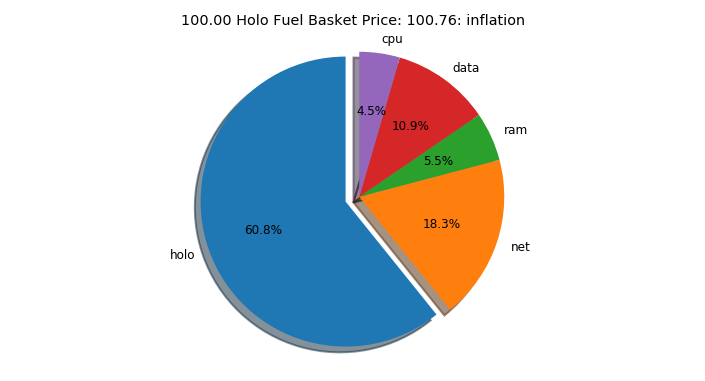 100.00 Holo Fuel Basket Price: 100.76: inflation
cpu
data
4.5%
10.9%
ram
5.5%
18.3%
60.8%
net
holo